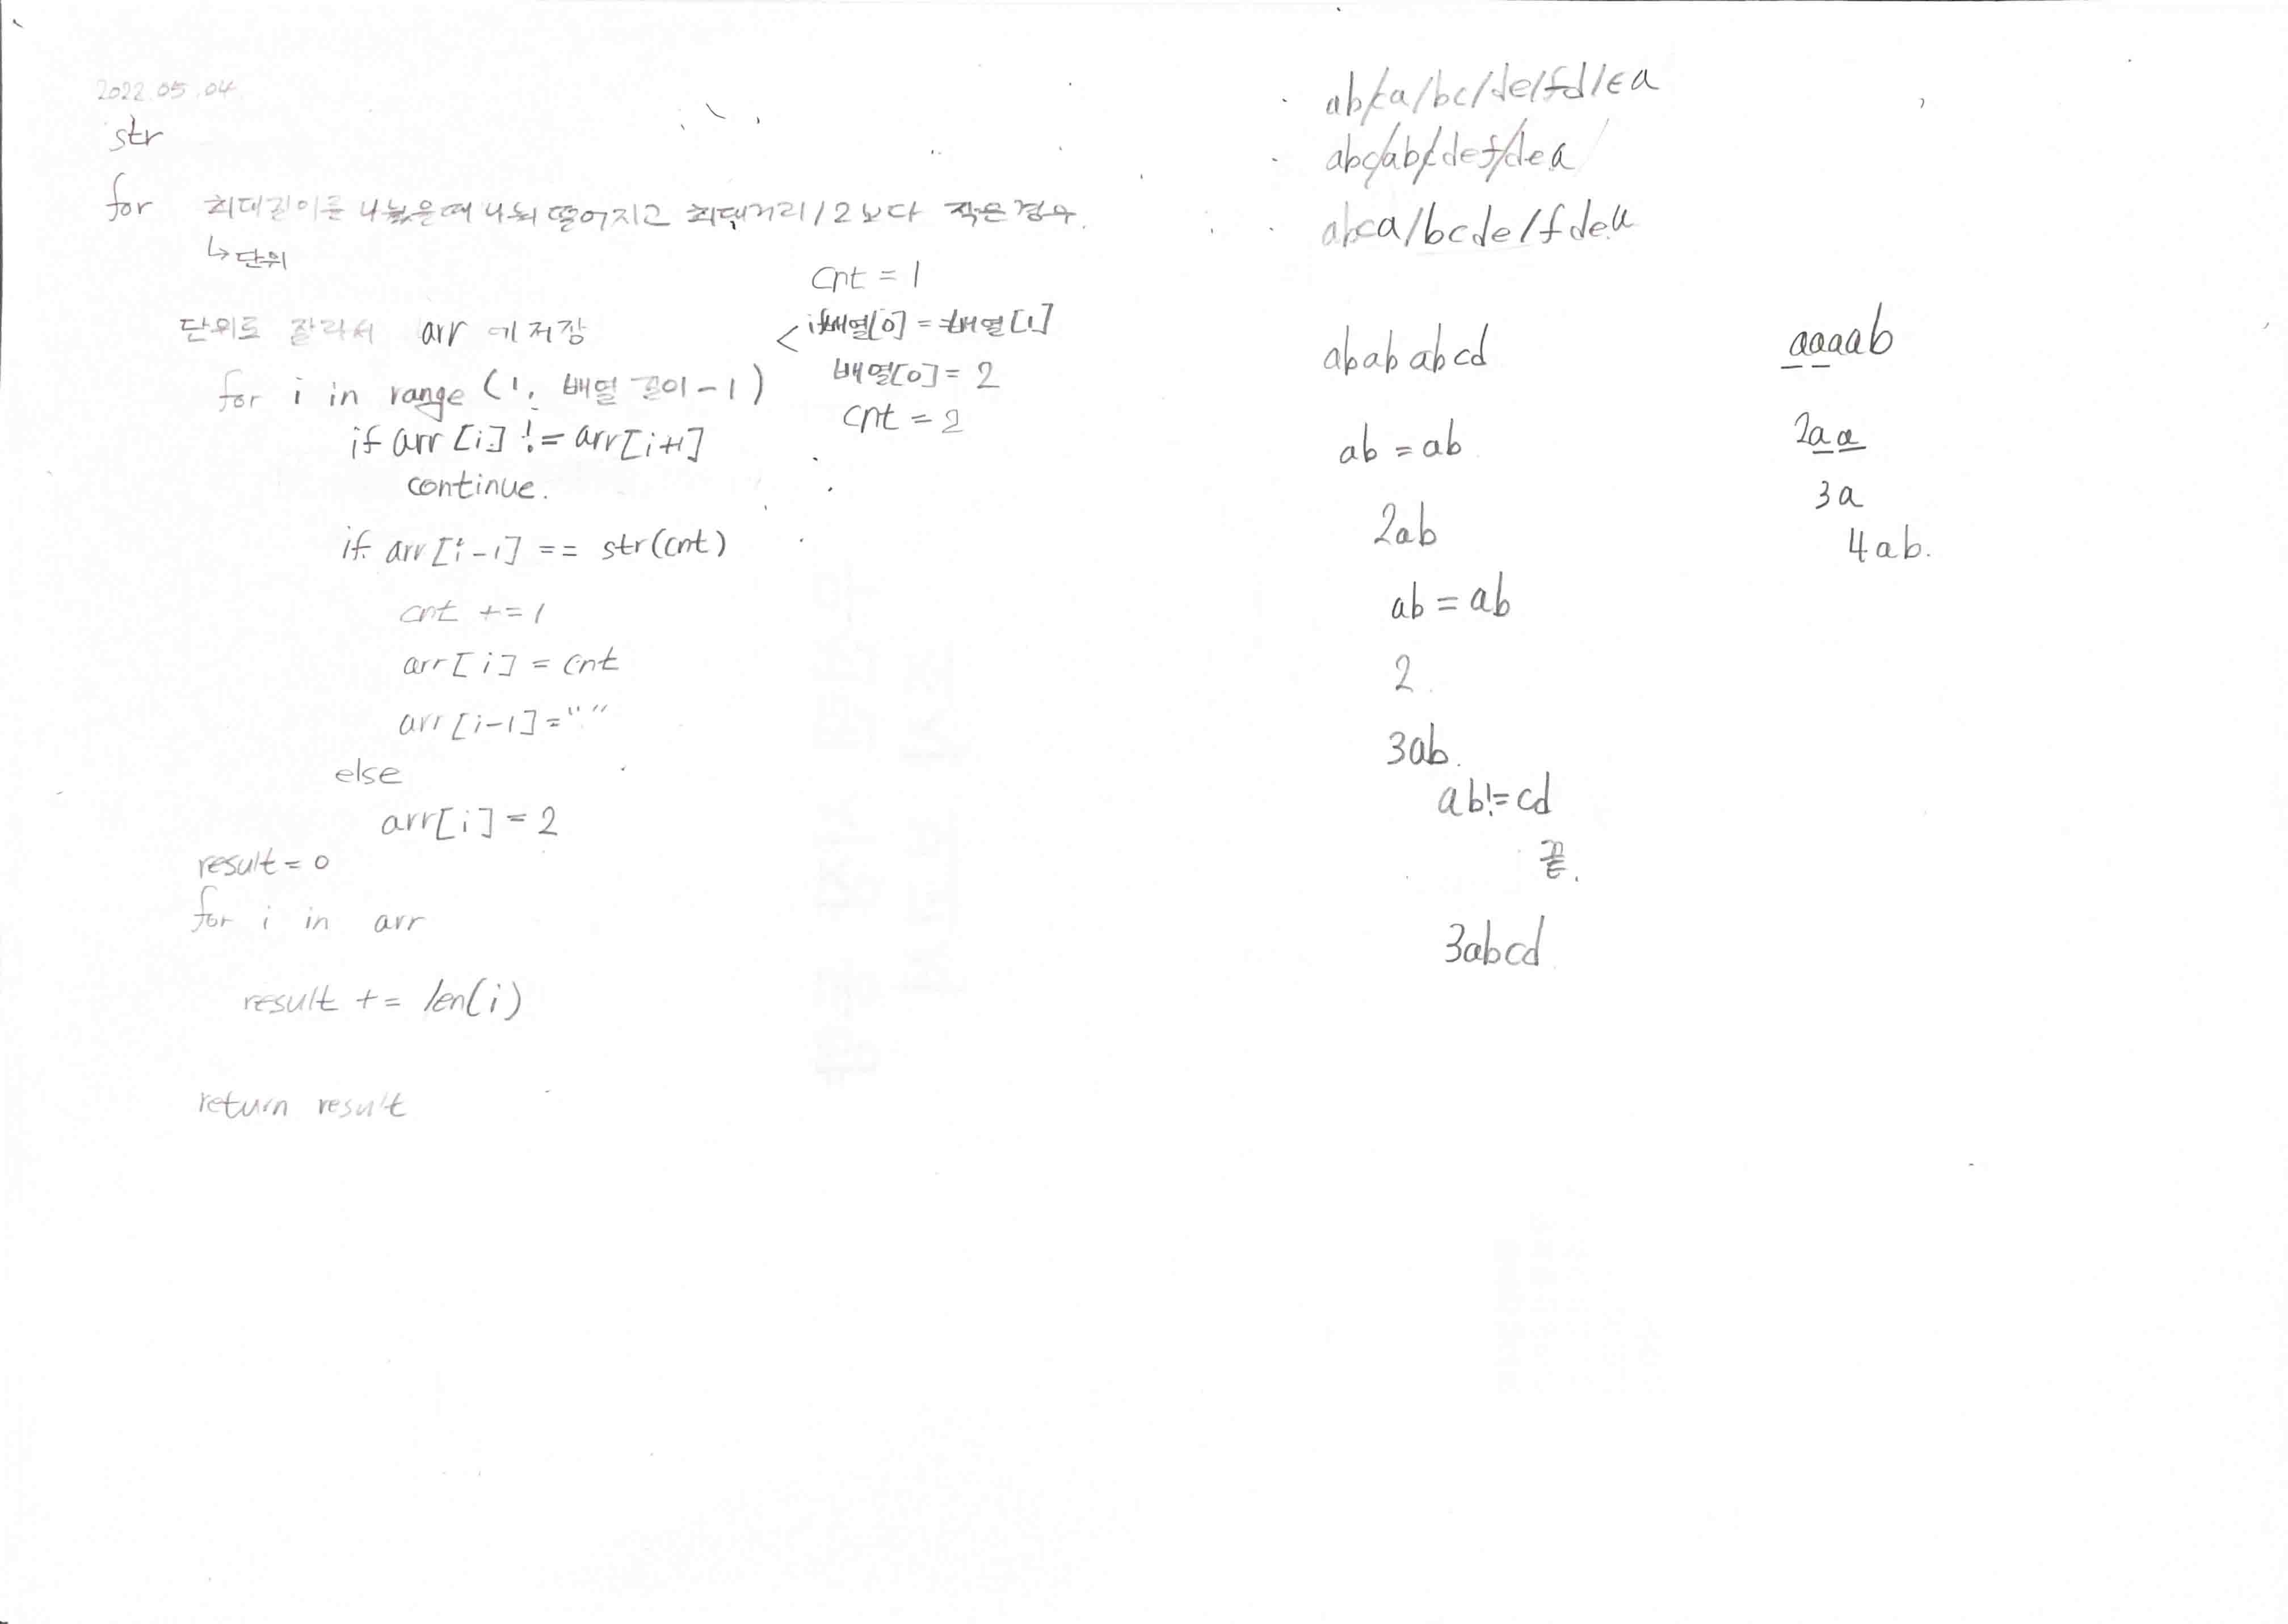 2022.05.04
str
for 최대길이를 나눴을때 나눠 떨어지고 최대거리/2보다 작은경우.
↳ 단위
단위로 잘라서 arr 에 저장
for i in range (1, 배열 길이-1)
if arr[i] != arr[i+1]
continue.
if arr[i-1] == str(cnt)
cnt += 1
arr[i] = cnt
arr[i-1]=""
else
arr[i] = 2
result = 0
for i in arr
result += len(i)
return result
cnt = 1
< if배열[0] == 배열[1]
배열[0] = 2
cnt = 2
ab/ca/bc/de/fd/ea
abc/abc/def/dea
abca/bcde/fdea
abababcd
ab = ab
2ab
ab = ab
2
3ab.
ab!=cd
끝.
3abcd
aaaab
2aa
3a
4ab.